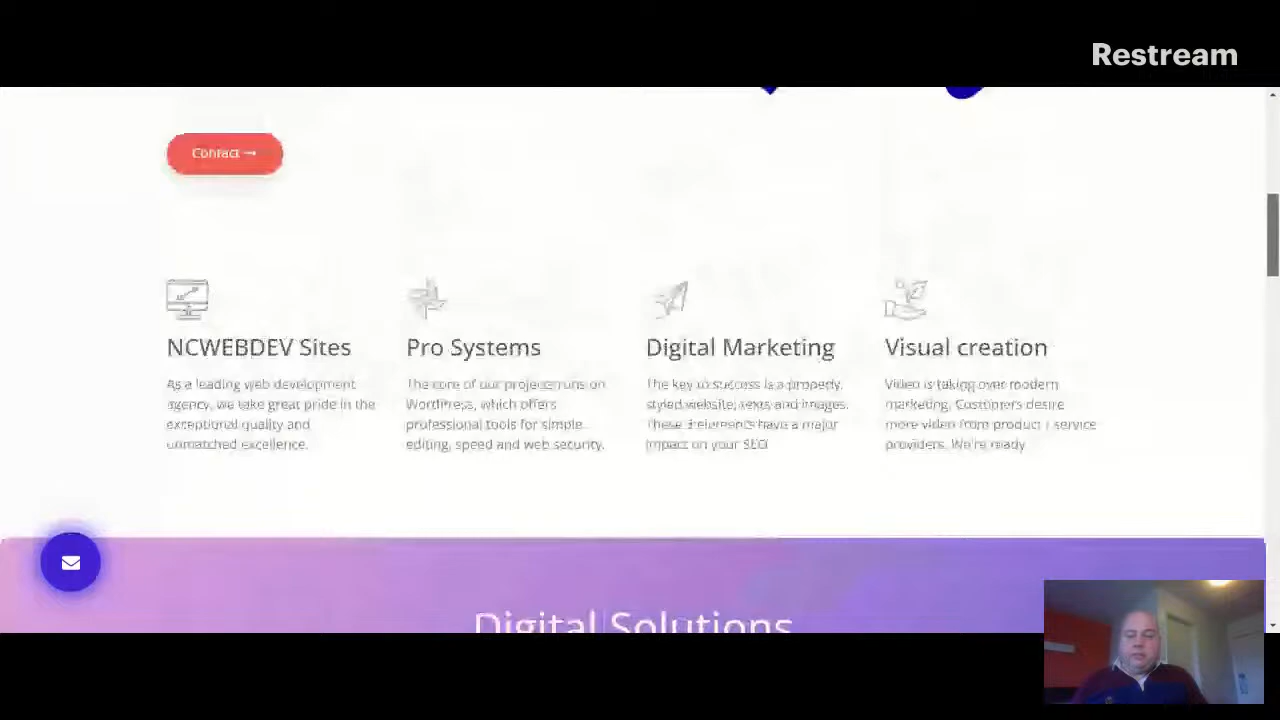 Restream
Contact →
NCWEBDEV Sites
Pro Systems
Digital Marketing
Visual creation
As a leading web development
agency, we take great pride in the
exceptional quality and
unmatched excellence.
The core of our projects runs on
WordPress, which offers
professional tools for simple
editing, speed and web security.
The key to success is a properly
styled website, texts and images.
These 3 elements have a major
impact on your SEO
Video is taking over modern
marketing. Customers desire
more video from product / service
providers. We're ready
Digital Solutions